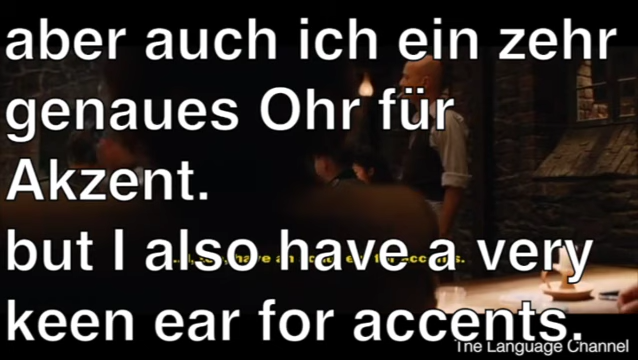 aber auch ich ein zehr
genaues Ohr für
Akzent.
but I also have a very
keen ear for accents.
The Language Channel